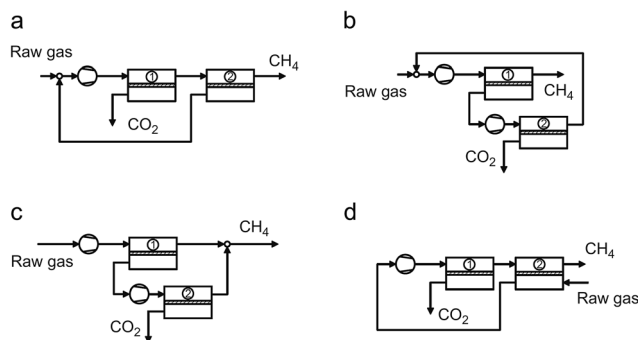 a
Raw gas
①
②
CH₄
CO₂
b
Raw gas
①
CH₄
②
CO₂
c
CH₄
①
Raw gas
②
CO₂
d
①
②
CH₄
Raw gas
CO₂